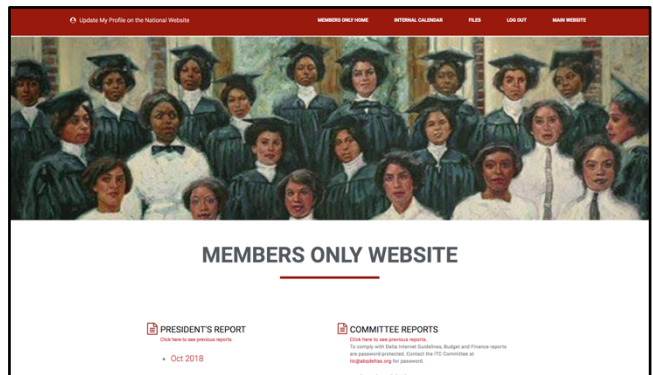 Update My Profile on the National Website
MEMBERS ONLY HOME
INTERNAL CALENDAR
FILES
LOG OUT
MAIN WEBSITE
MEMBERS ONLY WEBSITE
PRESIDENT'S REPORT
Click here to see previous reports.
Oct 2018
COMMITTEE REPORTS
Click here to see previous reports.
To comply with Delta Internet Guidelines, Budget and Finance reports
are password-protected. Contact the ITC Committee at
itc@abqdeltas.org for password.